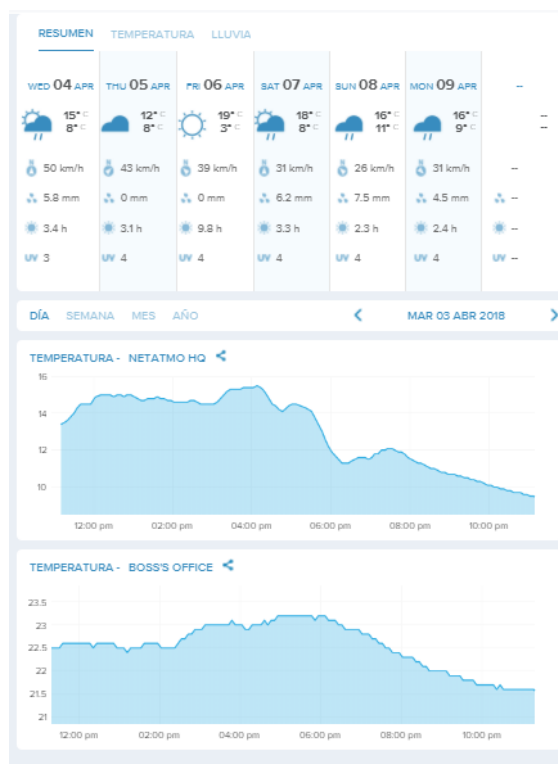 RESUMEN TEMPERATURA LLUVIA
WED 04 APR THU 05 APR FRI 06 APR SAT 07 APR SUN 08 APR MON 09 APR --
15° C 12° C 19° C 18° C 16° C 16° C --
8° C 8° C 3° C 8° C 11° C 9° C --
50 km/h 43 km/h 39 km/h 31 km/h 26 km/h 31 km/h --
5.8 mm 0 mm 0 mm 6.2 mm 7.5 mm 4.5 mm --
3.4 h 3.1 h 9.8 h 3.3 h 2.3 h 2.4 h --
UV 3 UV 4 UV 4 UV 4 UV 4 UV 4 UV --
DÍA SEMANA MES AÑO MAR 03 ABR 2018
TEMPERATURA - NETATMO HQ
16
14
12
10
12:00 pm 02:00 pm 04:00 pm 06:00 pm 08:00 pm 10:00 pm
TEMPERATURA - BOSS'S OFFICE
23.5
23
22.5
22
21.5
21
12:00 pm 02:00 pm 04:00 pm 06:00 pm 08:00 pm 10:00 pm